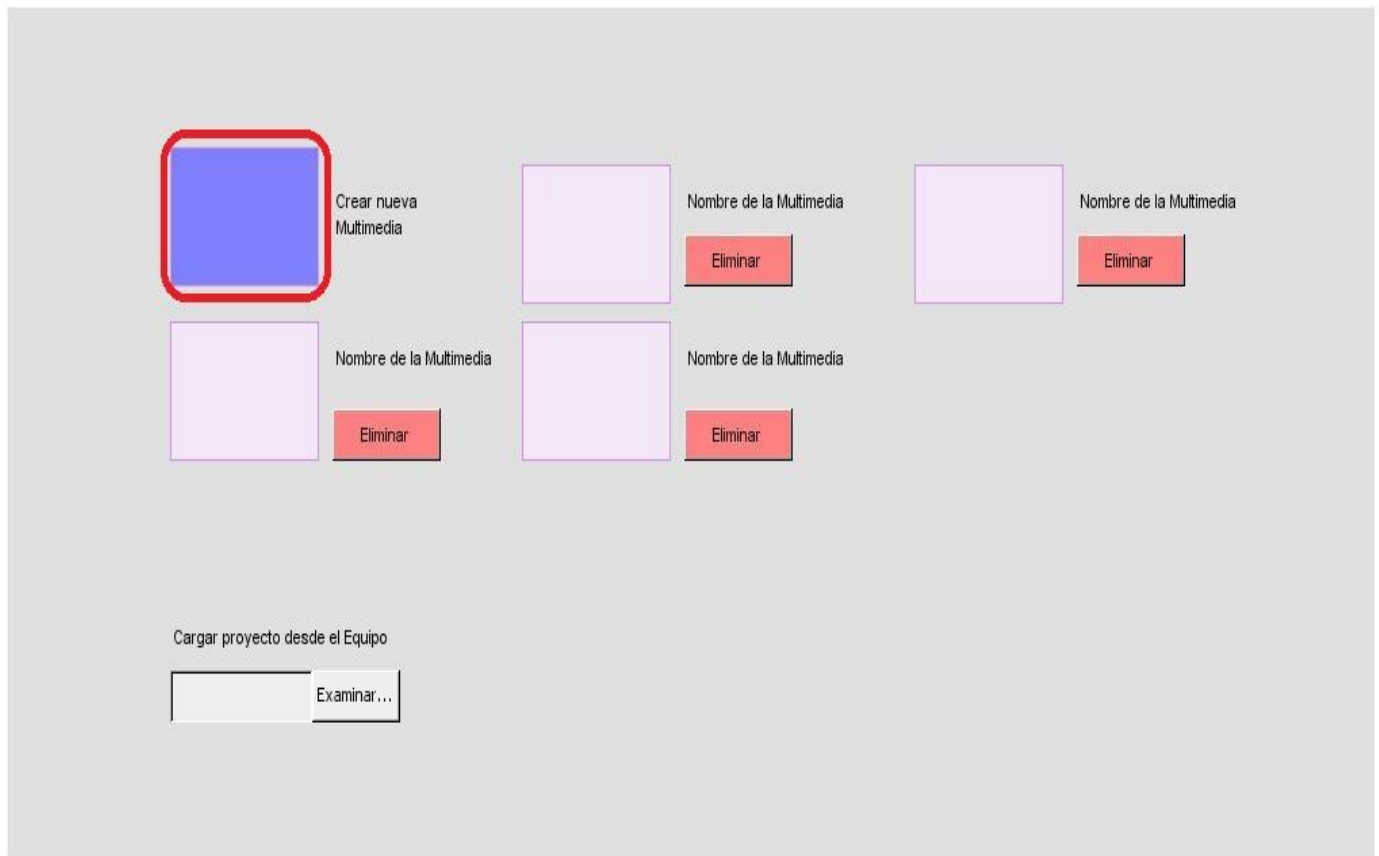 Crear nueva
Multimedia
Nombre de la Multimedia
Eliminar
Nombre de la Multimedia
Eliminar
Nombre de la Multimedia
Eliminar
Nombre de la Multimedia
Eliminar
Cargar proyecto desde el Equipo
Examinar...